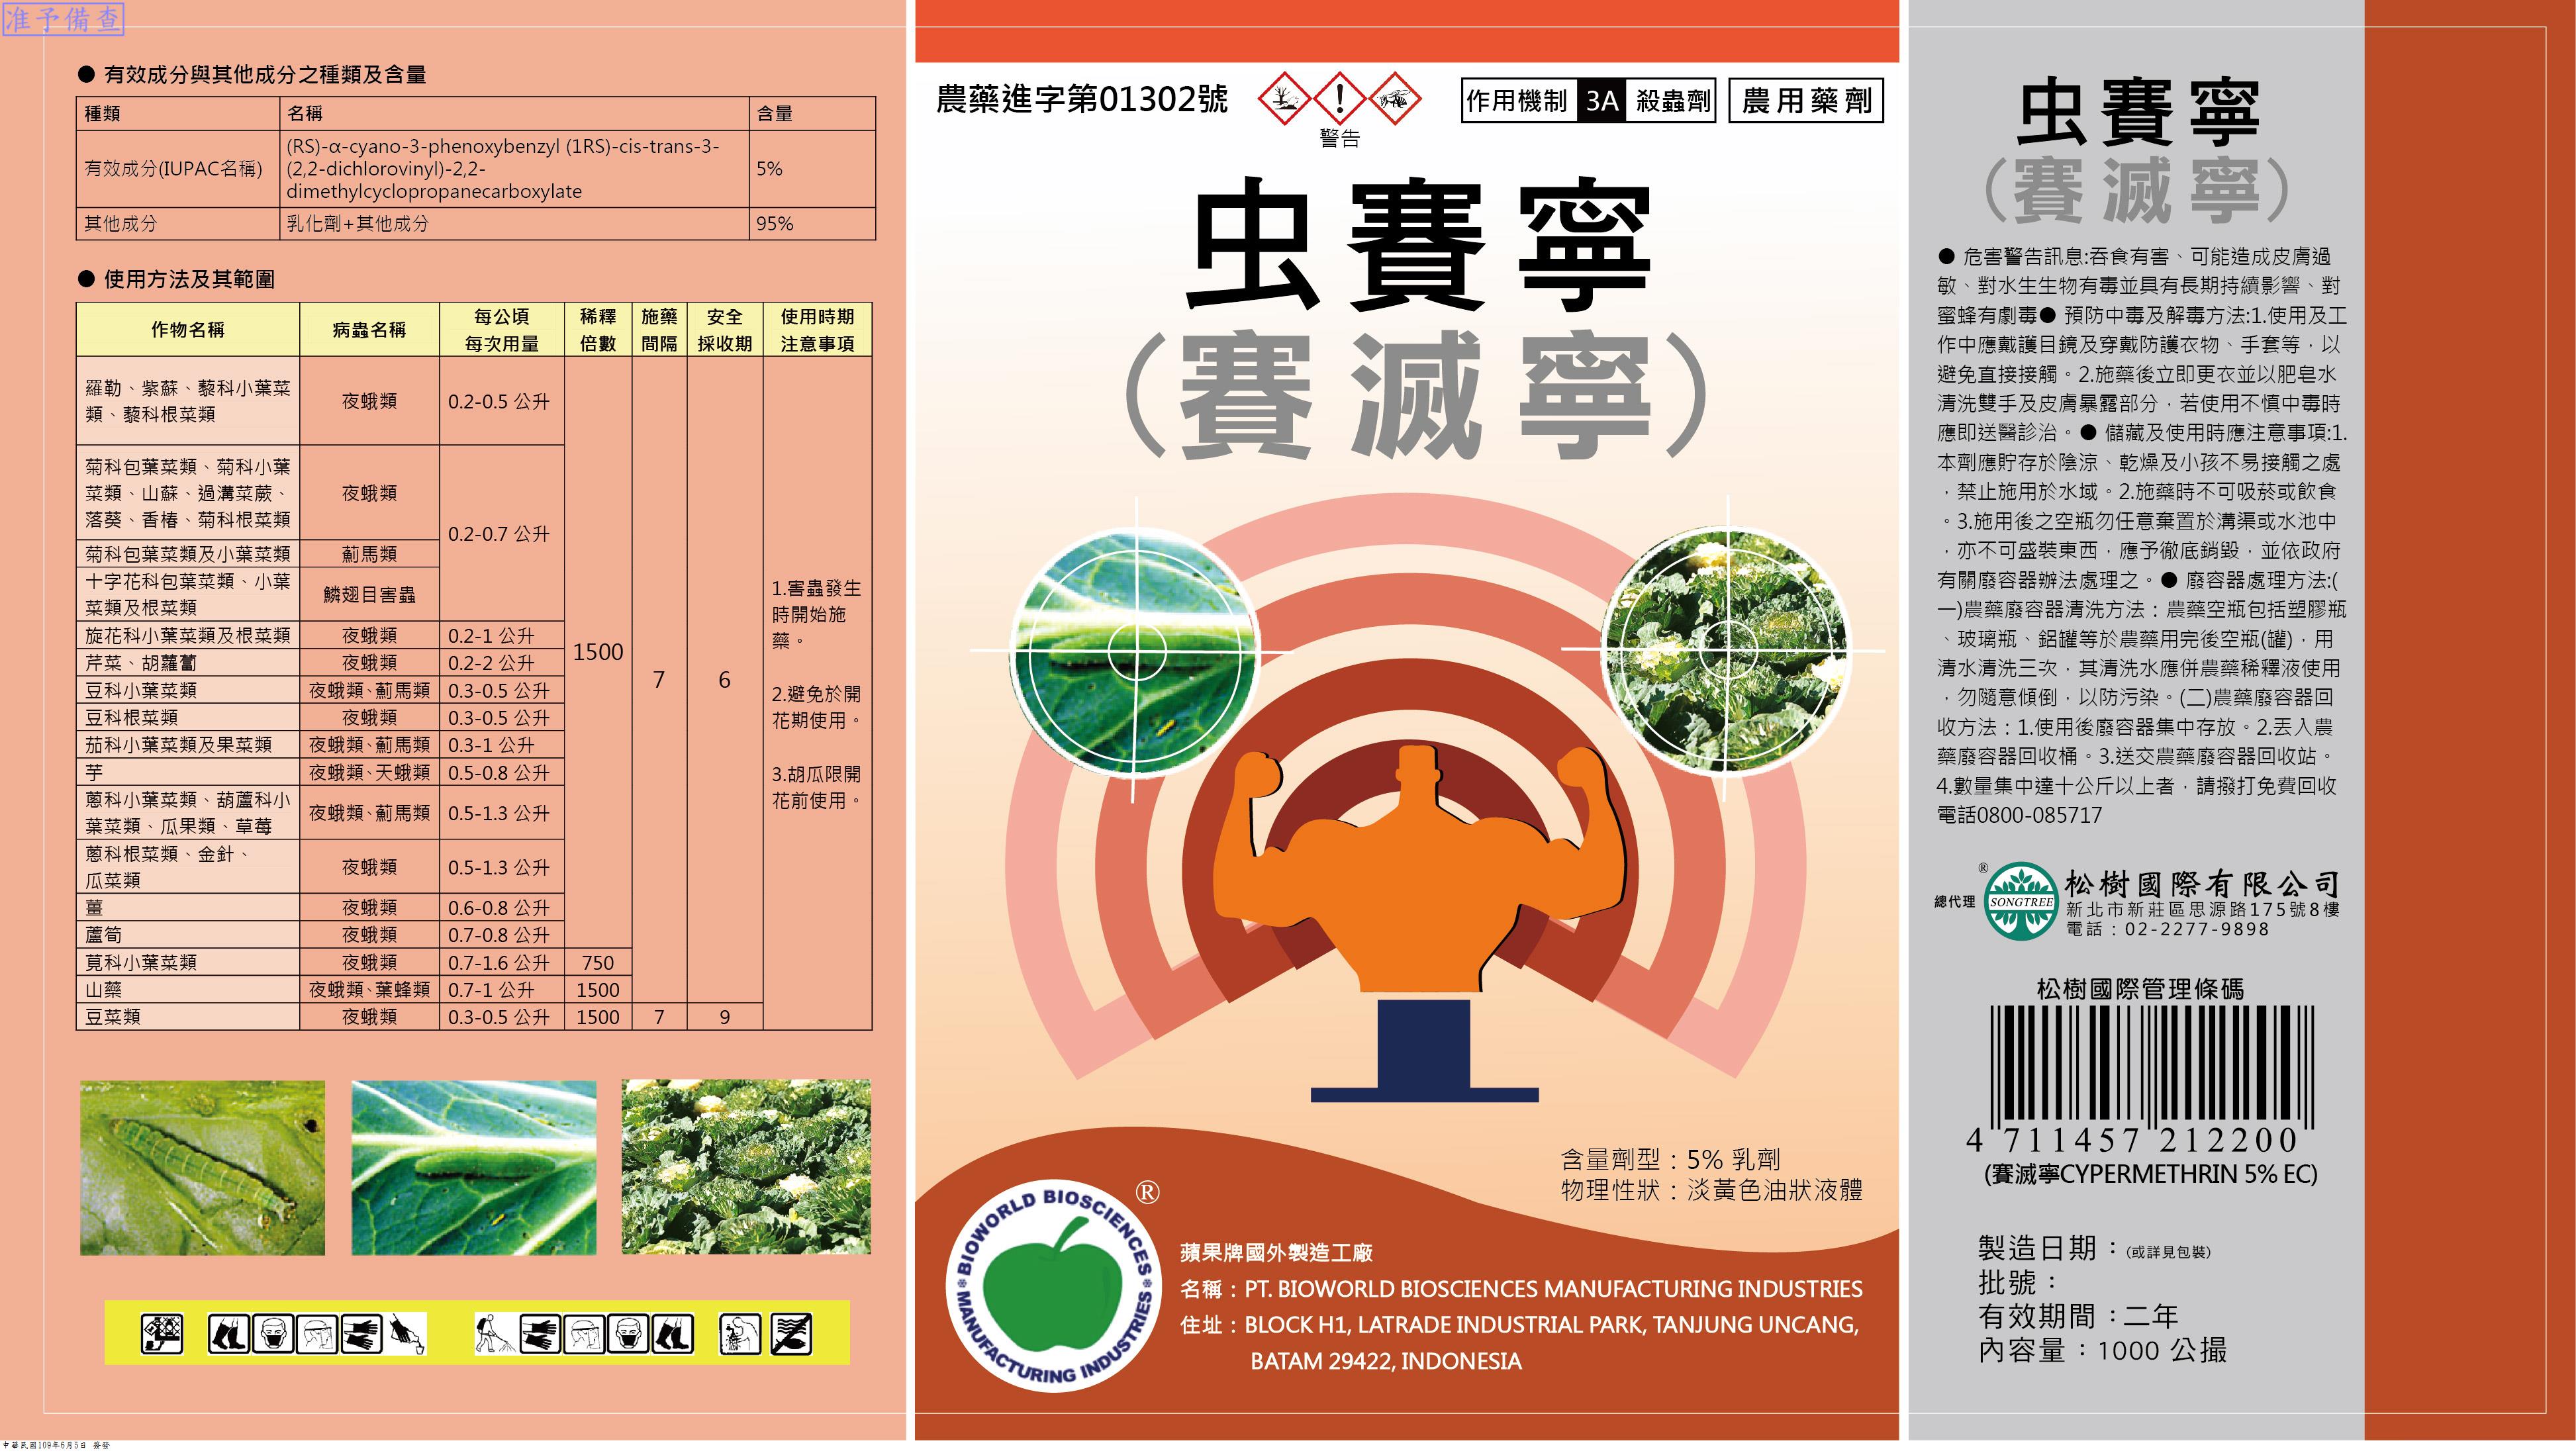 准予備查
● 有效成分與其他成分之種類及含量
種類 名稱 含量
有效成分(IUPAC名稱) (RS)-α-cyano-3-phenoxybenzyl (1RS)-cis-trans-3-
(2,2-dichlorovinyl)-2,2-
dimethylcyclopropanecarboxylate 5%
其他成分 乳化劑+其他成分 95%
● 使用方法及其範圍
作物名稱 病蟲名稱 每公頃
每次用量 稀釋
倍數 施藥
間隔 安全
採收期 使用時期
注意事項
羅勒、紫蘇、藜科小葉菜
類、藜科根菜類 夜蛾類 0.2-0.5 公升
菊科包葉菜類、菊科小葉
菜類、山蘇、過溝菜蕨、
落葵、香椿、菊科根菜類 夜蛾類 0.2-0.7 公升
菊科包葉菜類及小葉菜類 薊馬類
十字花科包葉菜類、小葉
菜類及根菜類 鱗翅目害蟲
旋花科小葉菜類及根菜類 夜蛾類 0.2-1 公升
芹菜、胡蘿蔔 夜蛾類 0.2-2 公升
豆科小葉菜類 夜蛾類、薊馬類 0.3-0.5 公升
豆科根菜類 夜蛾類 0.3-0.5 公升
茄科小葉菜類及果菜類 夜蛾類、薊馬類 0.3-1 公升
芋 夜蛾類、天蛾類 0.5-0.8 公升
蔥科小葉菜類、葫蘆科小
葉菜類、瓜果類、草莓 夜蛾類、薊馬類 0.5-1.3 公升
蔥科根菜類、金針、
瓜菜類 夜蛾類 0.5-1.3 公升
薑 夜蛾類 0.6-0.8 公升
蘆筍 夜蛾類 0.7-0.8 公升
1500
莧科小葉菜類 夜蛾類 0.7-1.6 公升 750
山藥 夜蛾類、葉蜂類 0.7-1 公升 1500
7 6
豆菜類 夜蛾類 0.3-0.5 公升 1500 7 9
1.害蟲發生
時開始施
藥。
2.避免於開
花期使用。
3.胡瓜限開
花前使用。
中華民國109年6月5日 簽發
農藥進字第01302號
警告
作用機制 3A 殺蟲劑
農用藥劑
虫賽寧
(賽滅寧)
含量劑型：5% 乳劑
物理性狀：淡黃色油狀液體
BIOWORLD BIOSCIENCES
MANUFACTURING INDUSTRIES
®
蘋果牌國外製造工廠
名稱：PT. BIOWORLD BIOSCIENCES MANUFACTURING INDUSTRIES
住址：BLOCK H1, LATRADE INDUSTRIAL PARK, TANJUNG UNCANG,
BATAM 29422, INDONESIA
虫賽寧
(賽滅寧)
● 危害警告訊息:吞食有害、可能造成皮膚過
敏、對水生生物有毒並具有長期持續影響、對
蜜蜂有劇毒● 預防中毒及解毒方法:1.使用及工
作中應戴護目鏡及穿戴防護衣物、手套等，以
避免直接接觸。2.施藥後立即更衣並以肥皂水
清洗雙手及皮膚暴露部分，若使用不慎中毒時
應即送醫診治。● 儲藏及使用時應注意事項:1.
本劑應貯存於陰涼、乾燥及小孩不易接觸之處
，禁止施用於水域。2.施藥時不可吸菸或飲食
。3.施用後之空瓶勿任意棄置於溝渠或水池中
，亦不可盛裝東西，應予徹底銷毀，並依政府
有關廢容器辦法處理之。● 廢容器處理方法:(
一)農藥廢容器清洗方法：農藥空瓶包括塑膠瓶
、玻璃瓶、鋁罐等於農藥用完後空瓶(罐)，用
清水清洗三次，其清洗水應併農藥稀釋液使用
，勿隨意傾倒，以防污染。(二)農藥廢容器回
收方法：1.使用後廢容器集中存放。2.丟入農
藥廢容器回收桶。3.送交農藥廢容器回收站。
4.數量集中達十公斤以上者，請撥打免費回收
電話0800-085717
總代理
®
SONGTREE
松樹國際有限公司
新北市新莊區思源路175號8樓
電話：02-2277-9898
松樹國際管理條碼
4 711457 212200
(賽滅寧CYPERMETHRIN 5% EC)
製造日期：(或詳見包裝)
批號：
有效期間：二年
內容量：1000 公撮